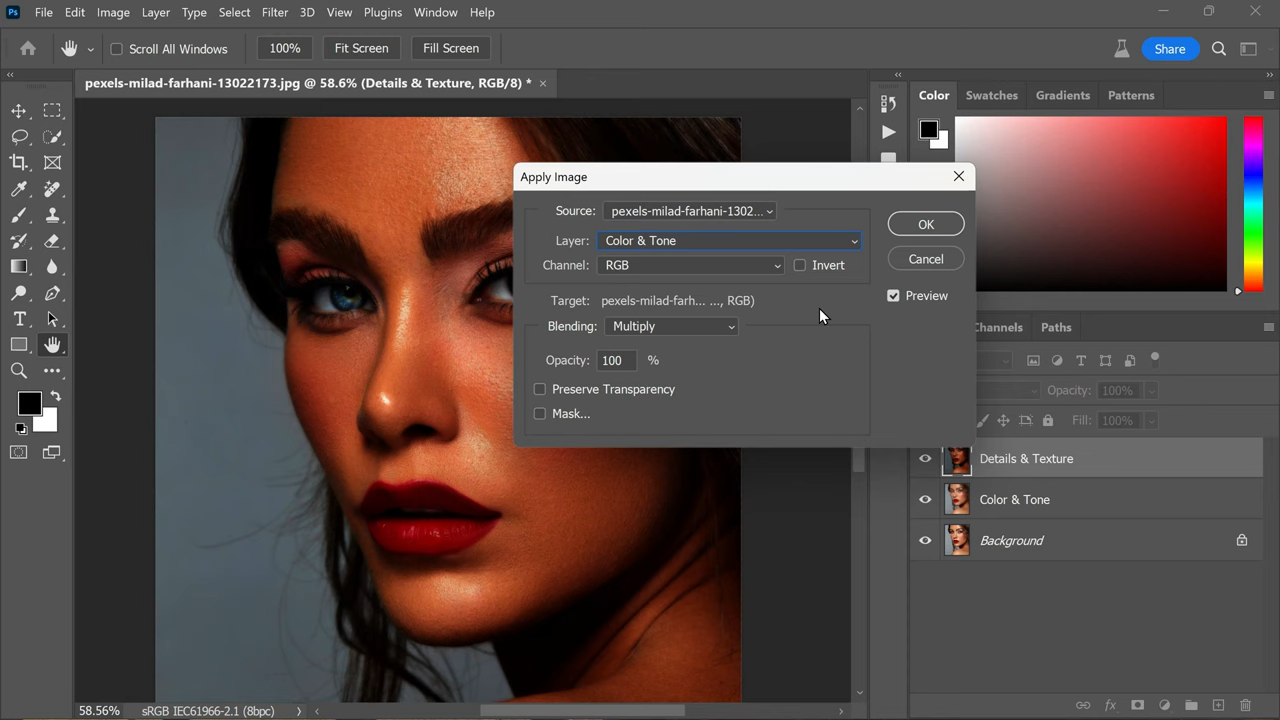 Ps File Edit Image Layer Type Select Filter 3D View Plugins Window Help
Scroll All Windows 100% Fit Screen Fill Screen Share
pexels-milad-farhani-13022173.jpg @ 58.6% (Details & Texture, RGB/8) *
Color Swatches Gradients Patterns
Apply Image
Source: pexels-milad-farhani-1302...
Layer: Color & Tone
Channel: RGB Invert
Target: pexels-milad-farh... ..., RGB)
Blending: Multiply
Opacity: 100 %
Preserve Transparency
Mask...
OK
Cancel
Preview
Channels Paths
Opacity: 100%
Fill: 100%
Details & Texture
Color & Tone
Background
58.56% sRGB IEC61966-2.1 (8bpc)